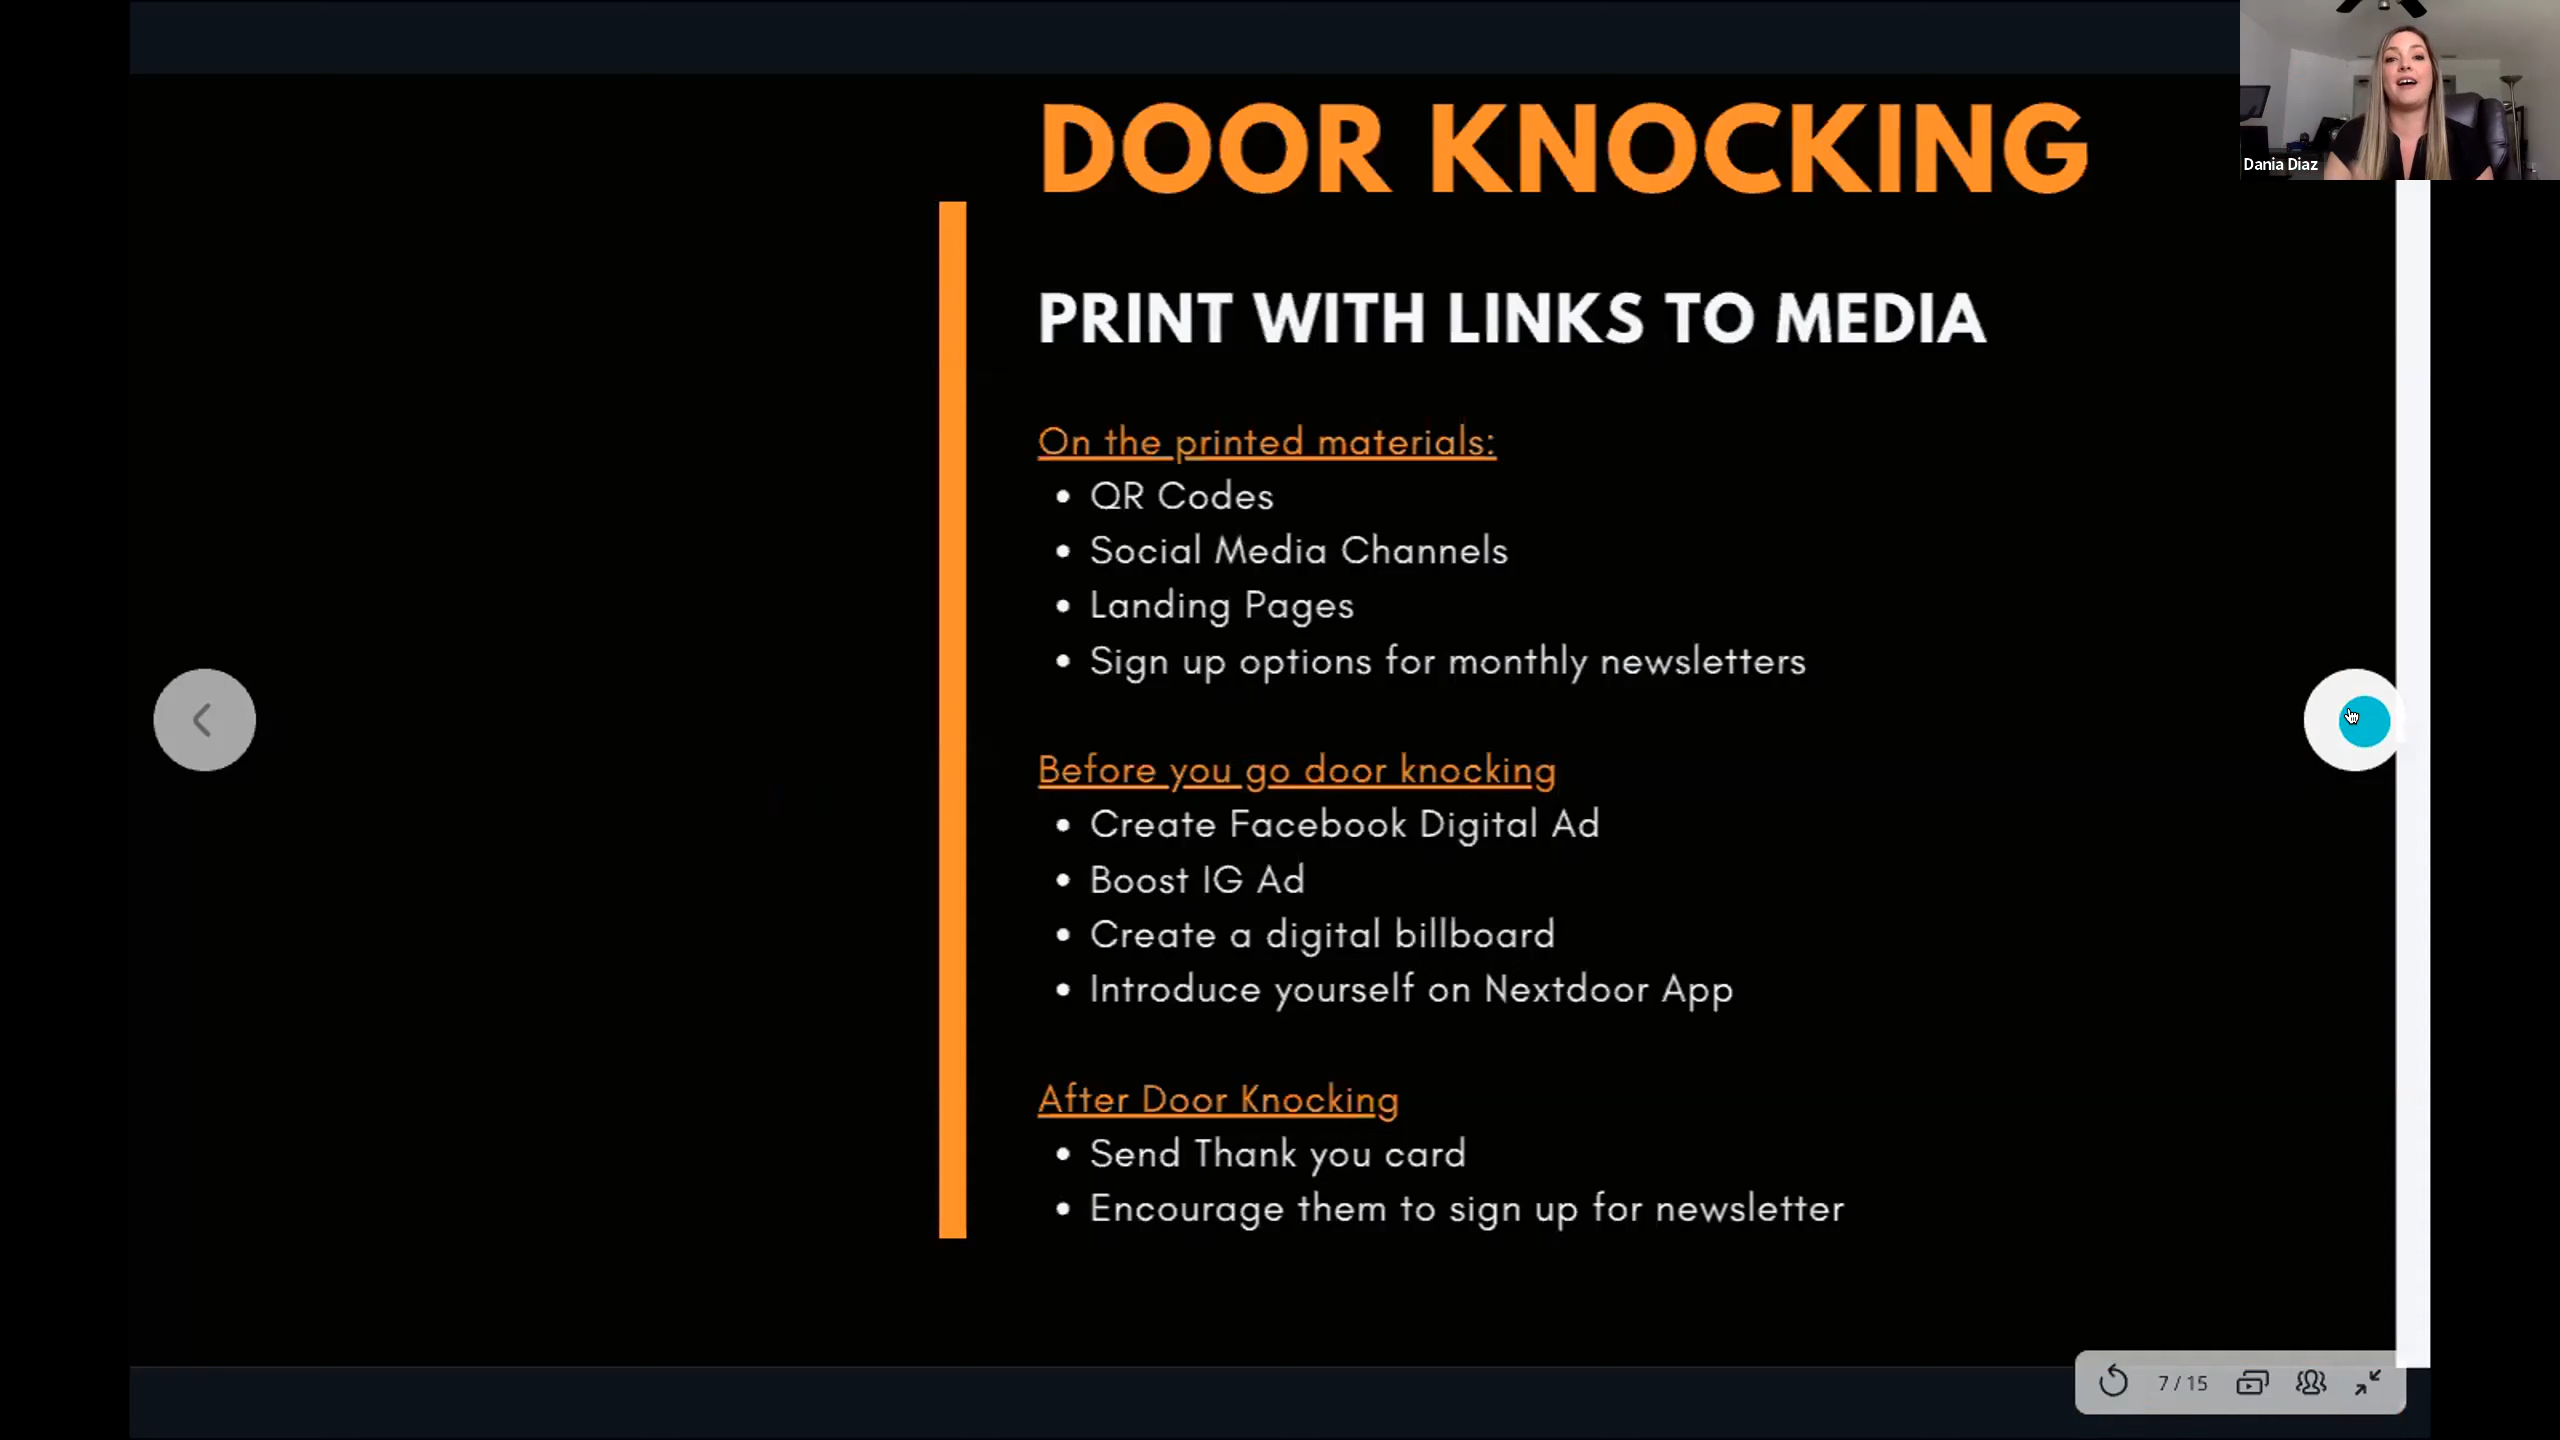 DOOR KNOCKING
Dania Diaz
PRINT WITH LINKS TO MEDIA
On the printed materials:
• QR Codes
• Social Media Channels
• Landing Pages
• Sign up options for monthly newsletters
Before you go door knocking
• Create Facebook Digital Ad
• Boost IG Ad
• Create a digital billboard
• Introduce yourself on Nextdoor App
After Door Knocking
• Send Thank you card
• Encourage them to sign up for newsletter
7 / 15